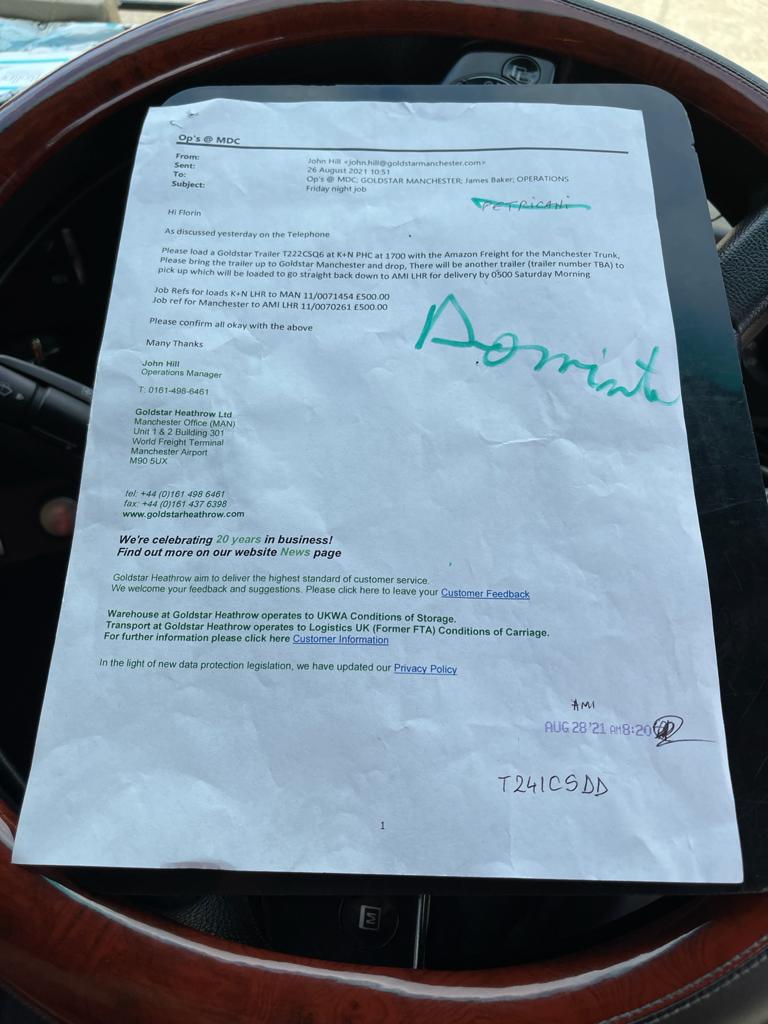 Op's @ MDC
From: John Hill <john.hill@goldstarmanchester.com>
Sent: 26 August 2021 10:51
To: Op's @ MDC; GOLDSTAR MANCHESTER; James Baker; OPERATIONS
Subject: Friday night job
PETRICANI
Hi Florin
As discussed yesterday on the Telephone
Please load a Goldstar Trailer T222CSQ6 at K+N PHC at 1700 with the Amazon Freight for the Manchester Trunk,
Please bring the trailer up to Goldstar Manchester and drop, There will be another trailer (trailer number TBA) to
pick up which will be loaded to go straight back down to AMI LHR for delivery by 0500 Saturday Morning
Job Refs for loads K+N LHR to MAN 11/0071454 £500.00
Job ref for Manchester to AMI LHR 11/0070261 £500.00
Please confirm all okay with the above
Many Thanks
John Hill
Operations Manager
T: 0161-498-6461
Goldstar Heathrow Ltd
Manchester Office (MAN)
Unit 1 & 2 Building 301
World Freight Terminal
Manchester Airport
M90 5UX
tel: +44 (0)161 498 6461
fax: +44 (0)161 437 6398
www.goldstarheathrow.com
We're celebrating 20 years in business!
Find out more on our website News page
Goldstar Heathrow aim to deliver the highest standard of customer service.
We welcome your feedback and suggestions. Please click here to leave your Customer Feedback
Warehouse at Goldstar Heathrow operates to UKWA Conditions of Storage.
Transport at Goldstar Heathrow operates to Logistics UK (Former FTA) Conditions of Carriage.
For further information please click here Customer Information
In the light of new data protection legislation, we have updated our Privacy Policy
AMI
AUG 28'21 AM 8:20
T241CSDD
1